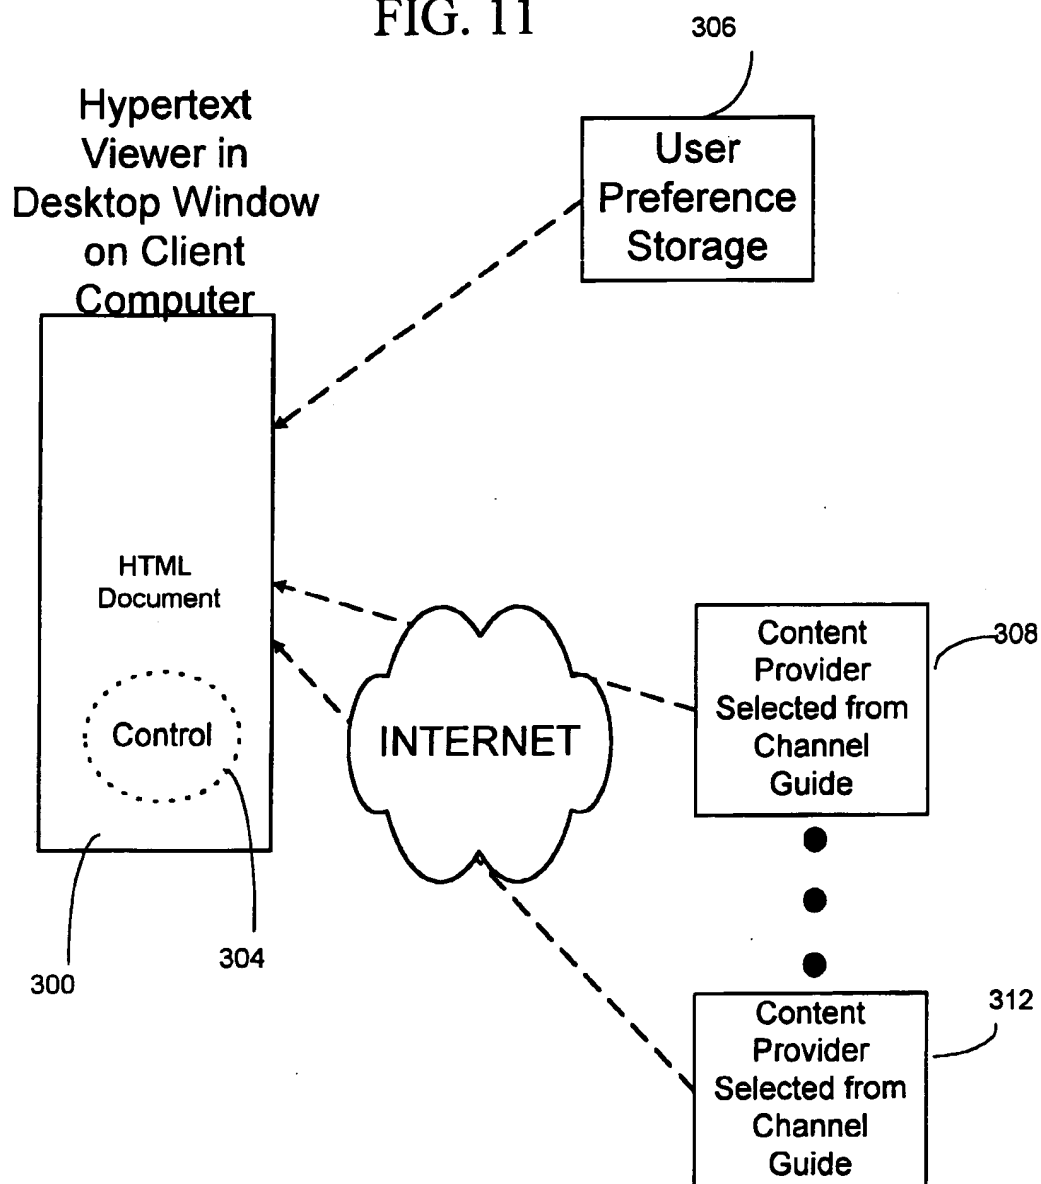 FIG. 11
306
Hypertext
Viewer in
Desktop Window
on Client
Computer
User
Preference
Storage
HTML
Document
Control
INTERNET
Content
Provider
Selected from
Channel
Guide
308
304
300
312
Content
Provider
Selected from
Channel
Guide